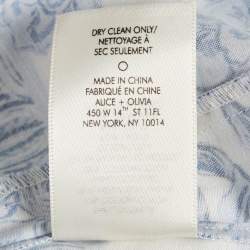 DRY CLEAN ONLY/
NETTOYAGE À
SEC SEULEMENT
MADE IN CHINA
FABRIQUÉ EN CHINE
ALICE + OLIVIA
450 W 14TH ST 11FL
NEW YORK, NY 10014